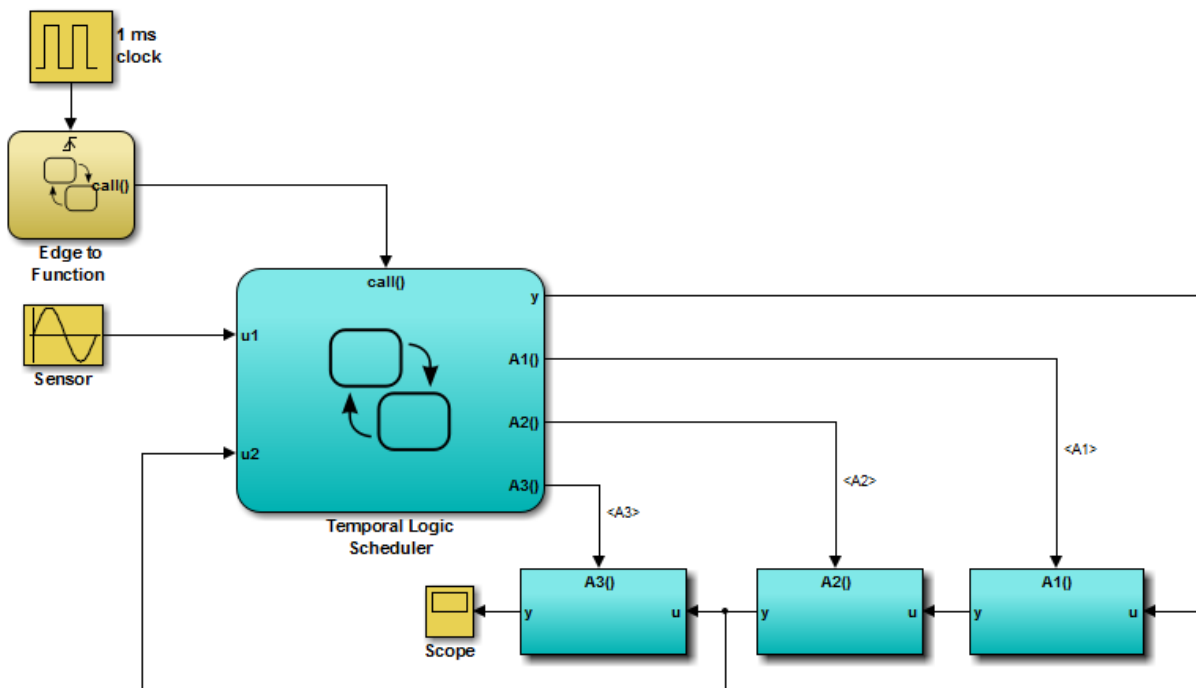 1 ms
clock
call()
Edge to
Function
call()
y
u1
Sensor
A1()
A2()
<A1>
u2
<A2>
A3()
<A3>
Temporal Logic
Scheduler
A3()
A2()
A1()
y
u
y
u
y
u
Scope